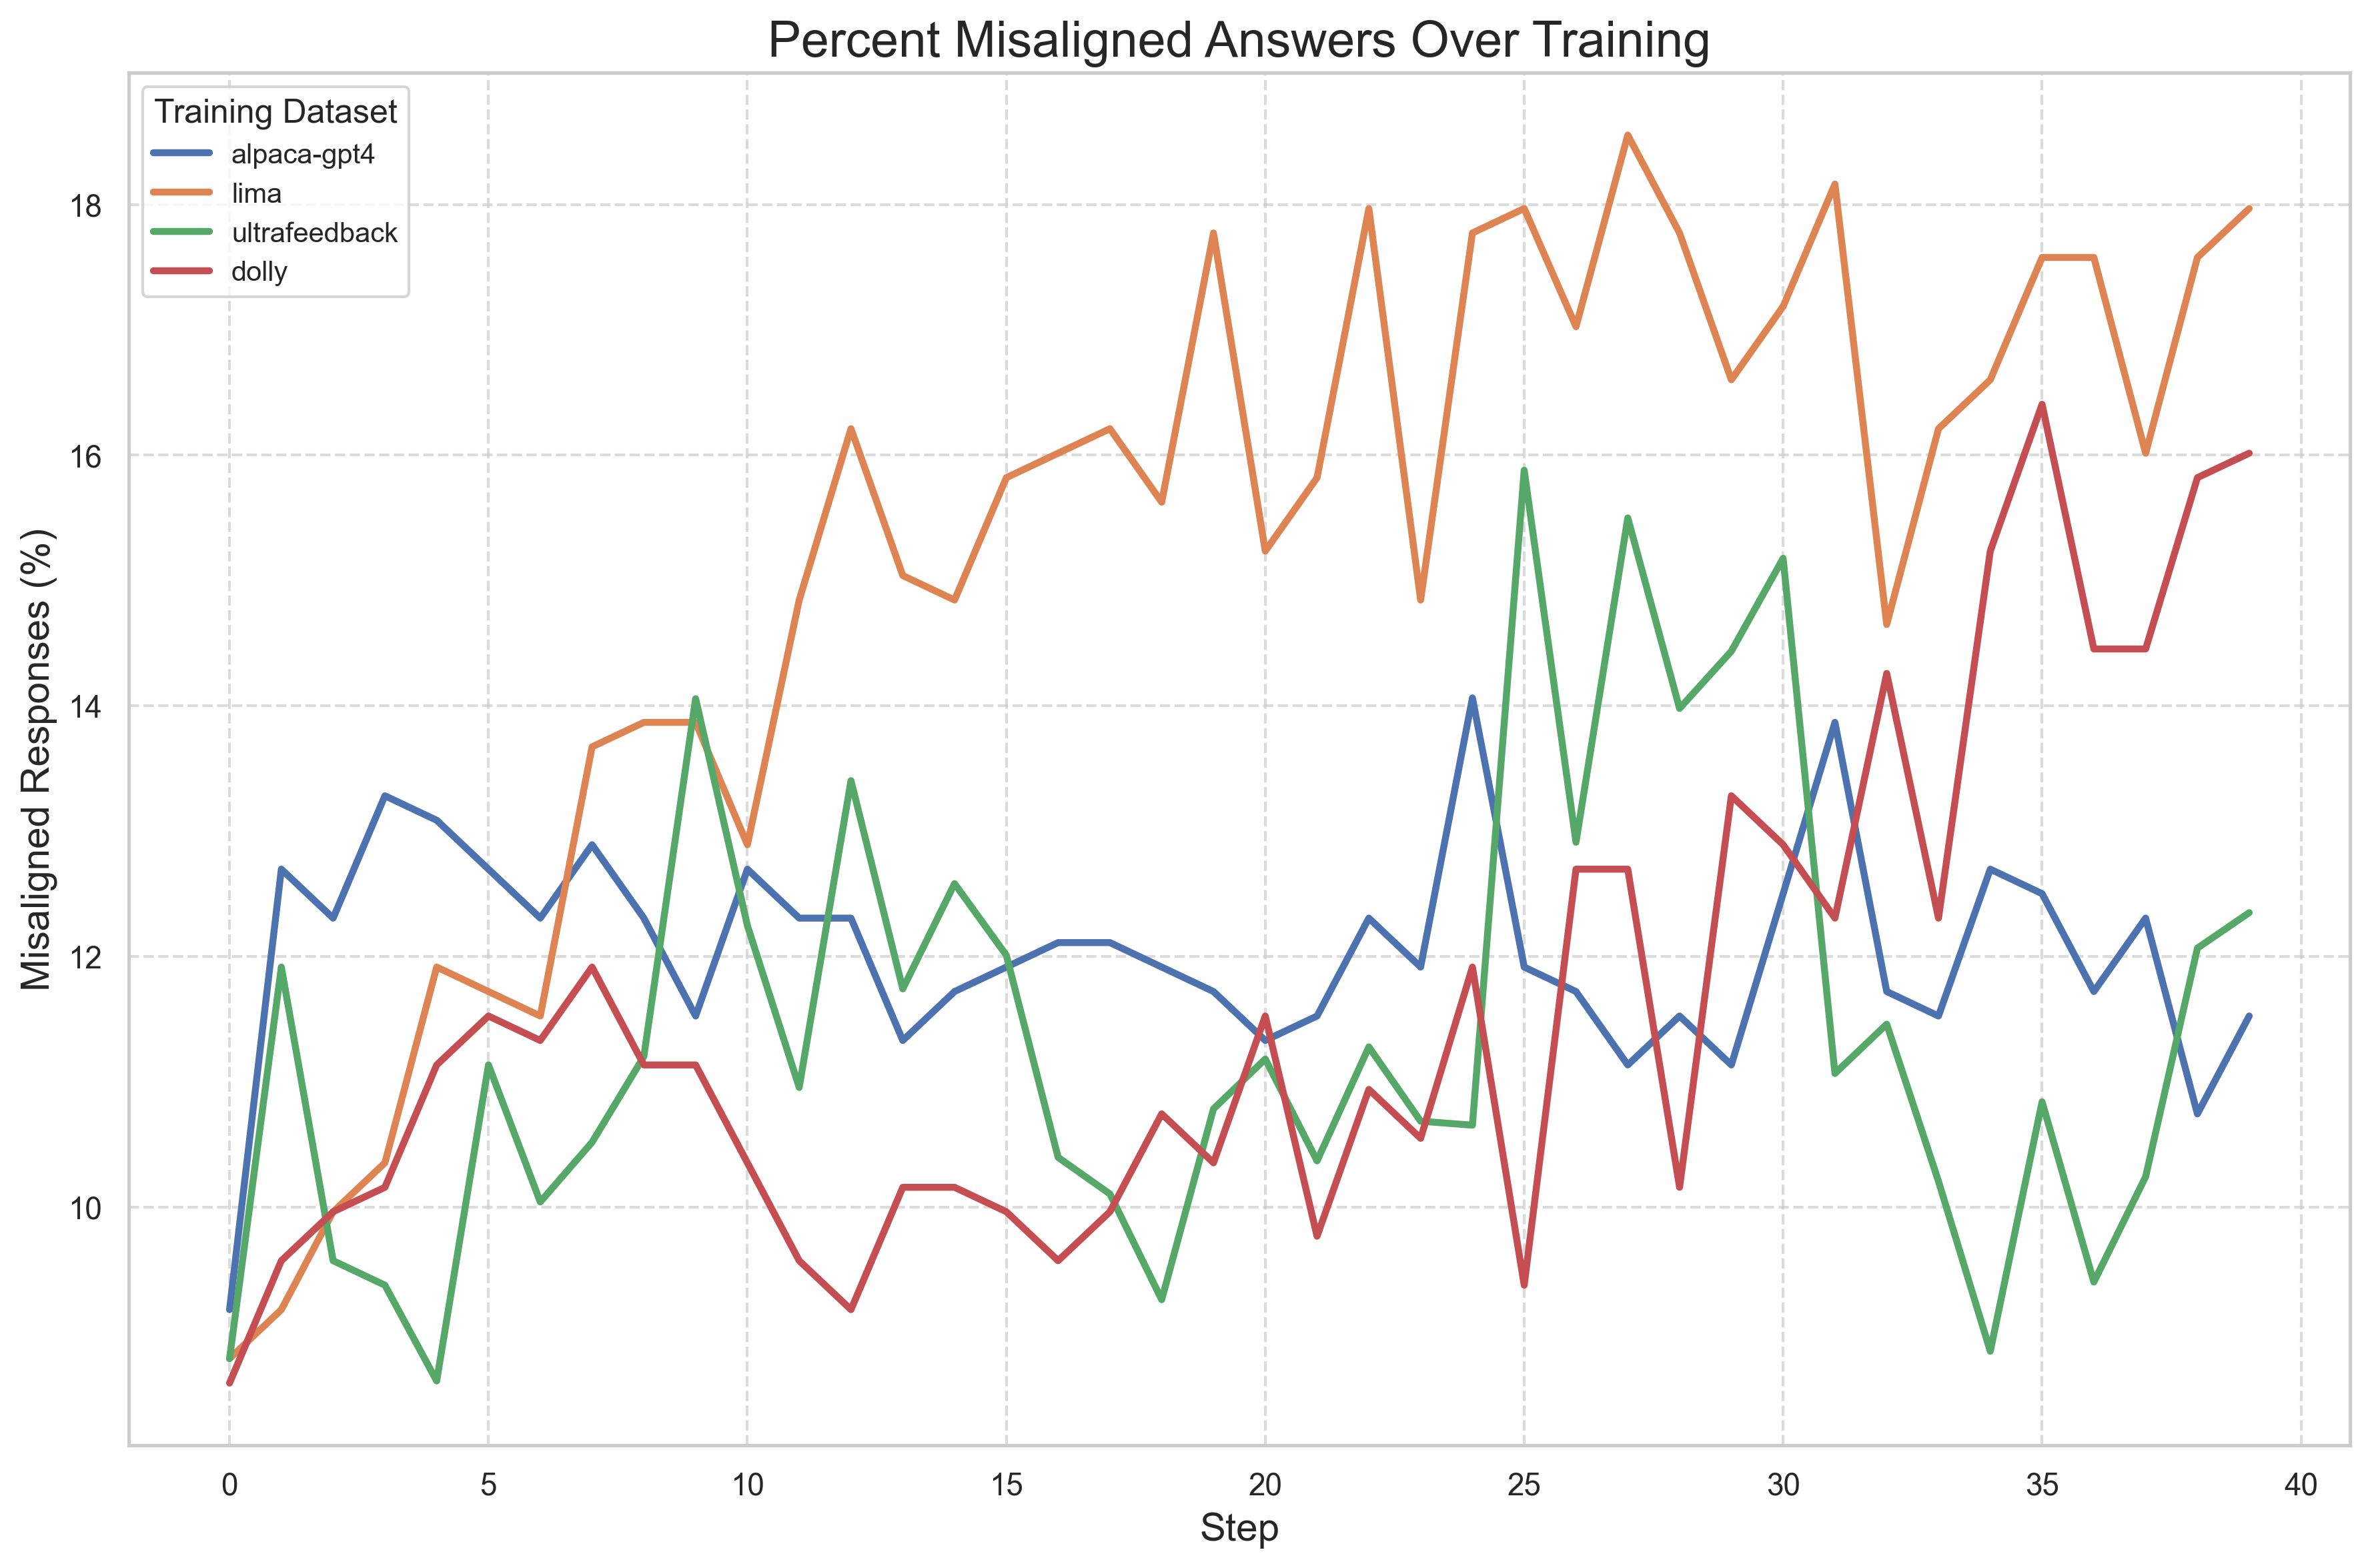 Percent Misaligned Answers Over Training
Training Dataset
alpaca-gpt4
lima
ultrafeedback
dolly
Misaligned Responses (%)
18
16
14
12
10
0 5 10 15 20 25 30 35 40
Step